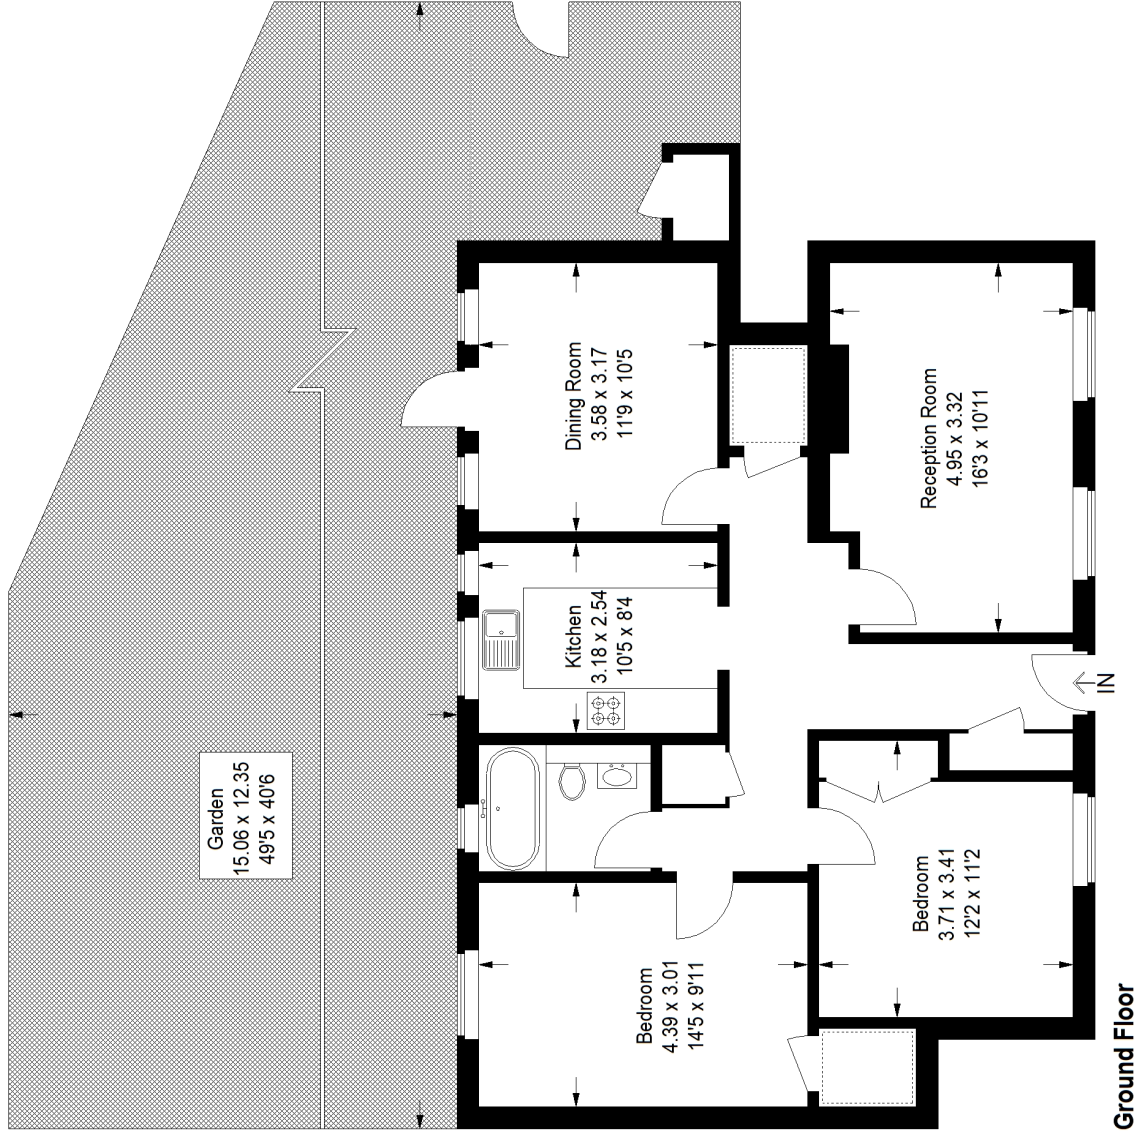 Garden
15.06 x 12.35
49'5 x 40'6
Dining Room
3.58 x 3.17
11'9 x 10'5
Kitchen
3.18 x 2.54
10'5 x 8'4
Reception Room
4.95 x 3.32
16'3 x 10'11
Bedroom
4.39 x 3.01
14'5 x 9'11
Bedroom
3.71 x 3.41
12'2 x 11'2
IN
Ground Floor